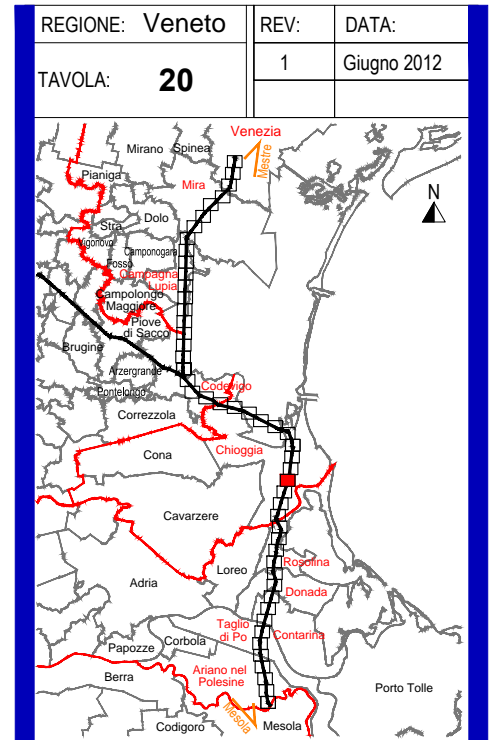 REGIONE: Veneto
REV:
DATA:
TAVOLA: 20
1
Giugno 2012
Venezia
Mestre
Mirano
Spinea
Pianiga
Mira
N
Dolo
Stra
Vigonovo
Camponogara
Fosso
Campagna
Lupia
Campolongo
Maggiore
Piove
di Sacco
Brugine
Arzergrande
Codevigo
Pontelongo
Correzzola
Chioggia
Cona
Cavarzere
Rosolina
Loreo
Adria
Donada
Taglio
di Po
Contarina
Corbola
Papozze
Ariano nel
Polesine
Berra
Porto Tolle
Mesola
Mesola
Codigoro